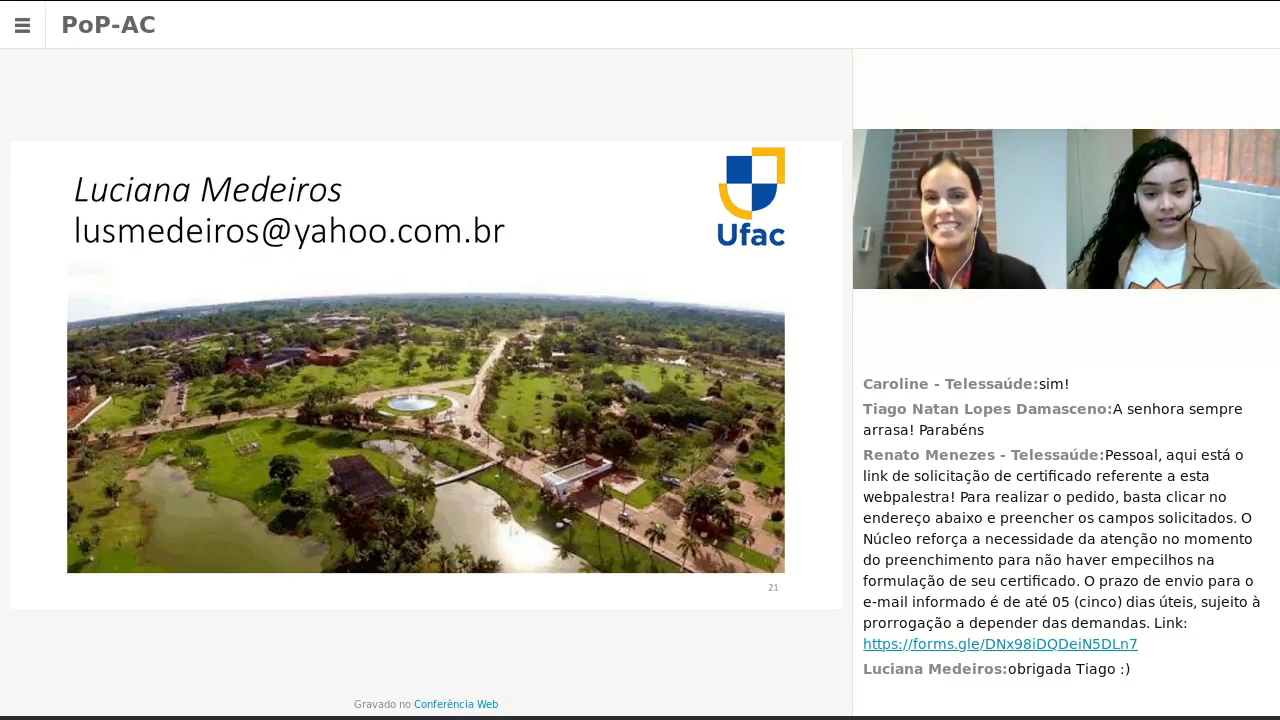 PoP-AC
Luciana Medeiros
lusmedeiros@yahoo.com.br
Ufac
21
Gravado no Conferência Web
Caroline - Telessaúde:sim!
Tiago Natan Lopes Damasceno:A senhora sempre
arrasa! Parabéns
Renato Menezes - Telessaúde:Pessoal, aqui está o
link de solicitação de certificado referente a esta
webpalestra! Para realizar o pedido, basta clicar no
endereço abaixo e preencher os campos solicitados. O
Núcleo reforça a necessidade da atenção no momento
do preenchimento para não haver empecilhos na
formulação de seu certificado. O prazo de envio para o
e-mail informado é de até 05 (cinco) dias úteis, sujeito à
prorrogação a depender das demandas. Link:
https://forms.gle/DNx98iDQDeiN5DLn7
Luciana Medeiros:obrigada Tiago :)